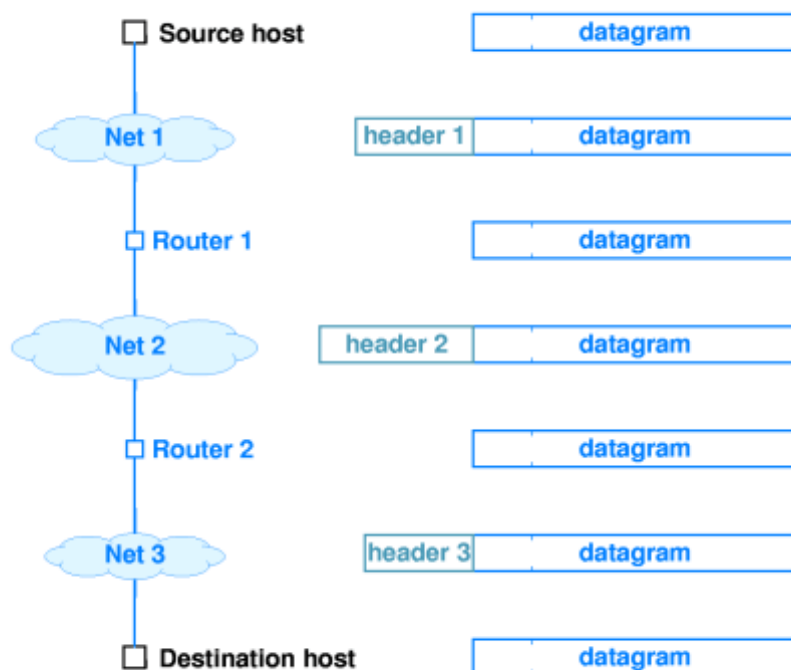 Source host datagram
Net 1 header 1 datagram
Router 1 datagram
Net 2 header 2 datagram
Router 2 datagram
Net 3 header 3 datagram
Destination host datagram